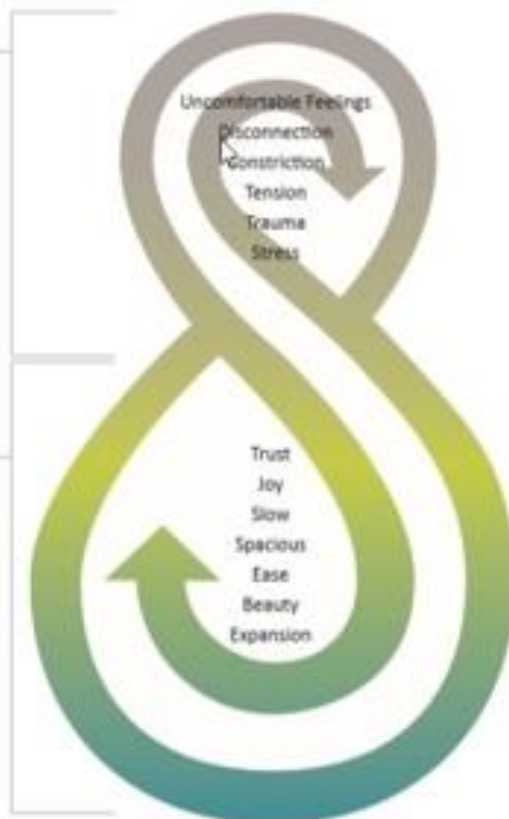 Uncomfortable Feelings
Disconnection
Constriction
Tension
Trauma
Stress
Trust
Joy
Slow
Spacious
Ease
Beauty
Expansion